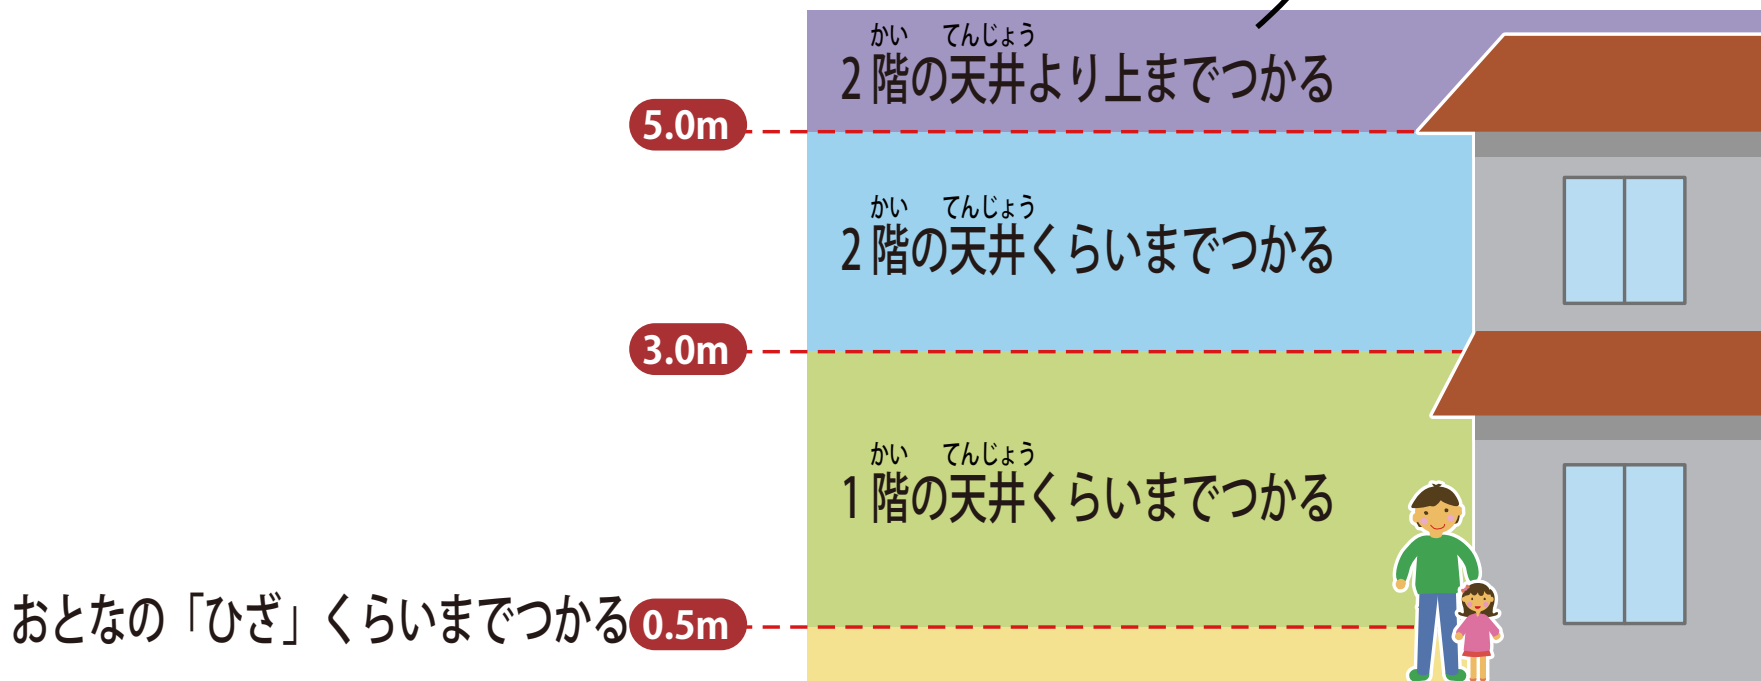 かい てんじょう
2階の天井より上までつかる
5.0m
かい てんじょう
2階の天井くらいまでつかる
3.0m
かい てんじょう
1階の天井くらいまでつかる
おとなの「ひざ」くらいまでつかる 0.5m